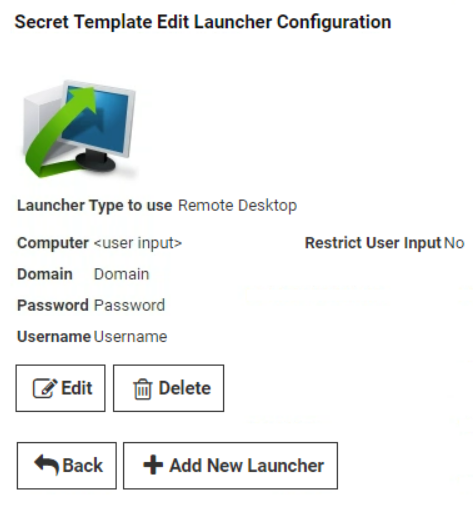 Secret Template Edit Launcher Configuration
Launcher Type to use Remote Desktop
Computer <user input> Restrict User Input No
Domain Domain
Password Password
Username Username
Edit Delete
Back Add New Launcher